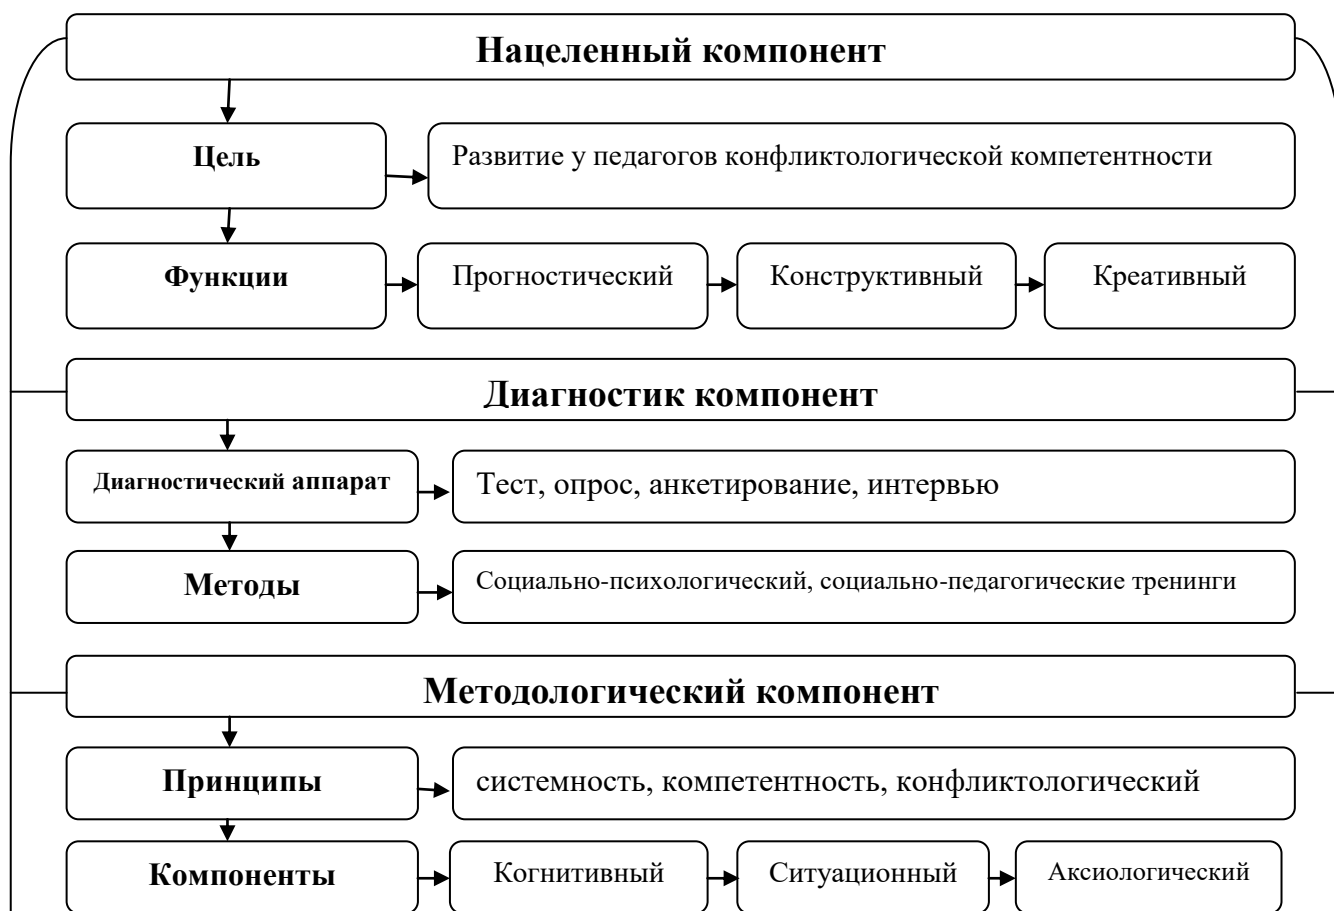 Нацеленный компонент
Цель
Развитие у педагогов конфликтологической компетентности
Функции
Прогностический
Конструктивный
Креативный
Диагностик компонент
Диагностический аппарат
Тест, опрос, анкетирование, интервью
Методы
Социально-психологический, социально-педагогические тренинги
Методологический компонент
Принципы
системность, компетентность, конфликтологический
Компоненты
Когнитивный
Ситуационный
Аксиологический